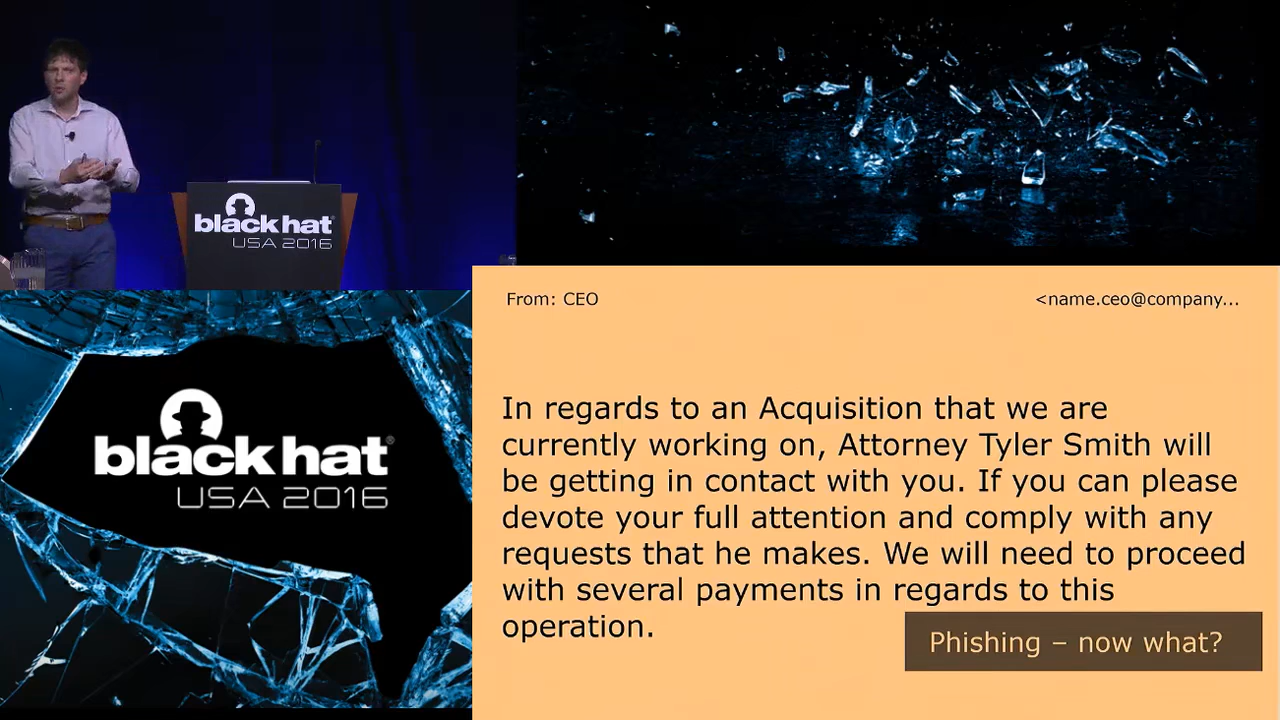 black hat
USA 2016
From: CEO
<name.ceo@company...
In regards to an Acquisition that we are
currently working on, Attorney Tyler Smith will
be getting in contact with you. If you can please
devote your full attention and comply with any
requests that he makes. We will need to proceed
with several payments in regards to this
operation.
Phishing – now what?
black hat®
USA 2016